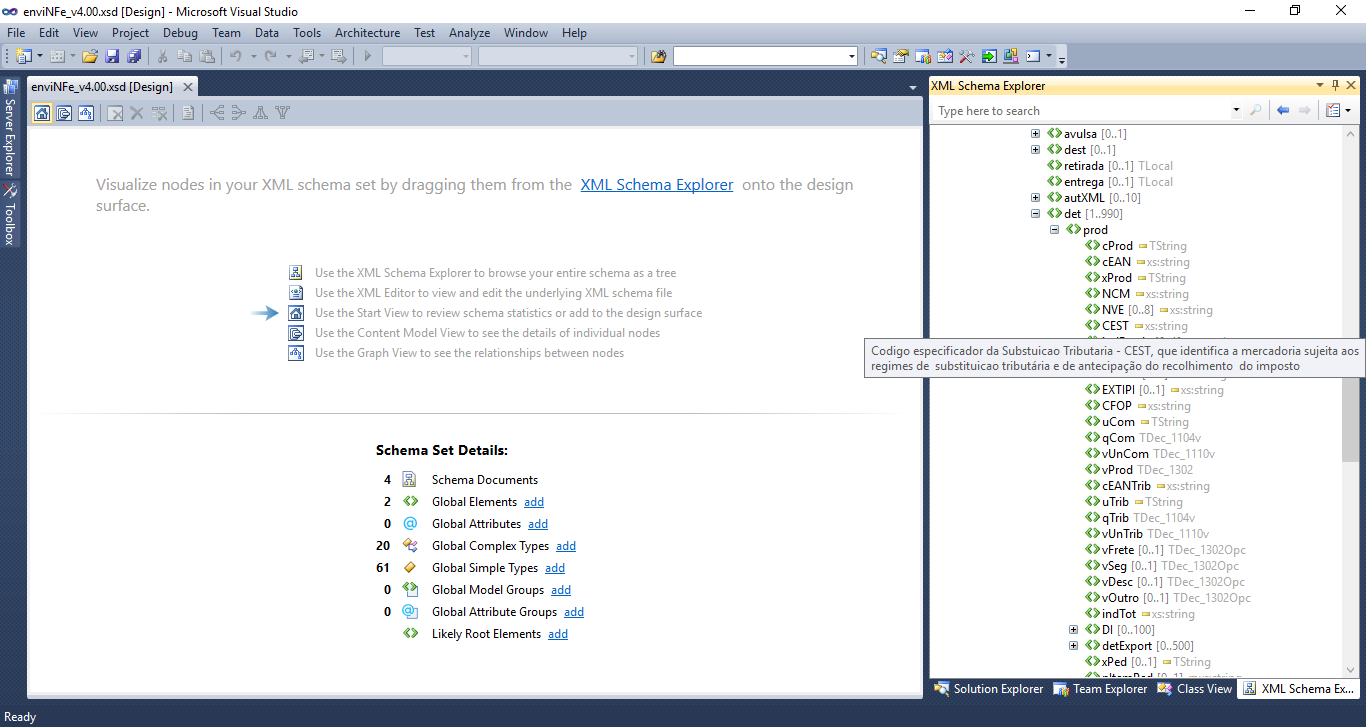 enviNFe_v4.00.xsd [Design] - Microsoft Visual Studio
File Edit View Project Debug Team Data Tools Architecture Test Analyze Window Help
Server Explorer
Toolbox
enviNFe_v4.00.xsd [Design]
Visualize nodes in your XML schema set by dragging them from the XML Schema Explorer onto the design
surface.
Use the XML Schema Explorer to browse your entire schema as a tree
Use the XML Editor to view and edit the underlying XML schema file
Use the Start View to review schema statistics or add to the design surface
Use the Content Model View to see the details of individual nodes
Use the Graph View to see the relationships between nodes
Schema Set Details:
4 Schema Documents
2 Global Elements add
0 Global Attributes add
20 Global Complex Types add
61 Global Simple Types add
0 Global Model Groups add
0 Global Attribute Groups add
Likely Root Elements add
XML Schema Explorer
Type here to search
avulsa [0..1]
dest [0..1]
retirada [0..1] TLocal
entrega [0..1] TLocal
autXML [0..10]
det [1..990]
prod
cProd TString
cEAN xs:string
xProd TString
NCM xs:string
NVE [0..8] xs:string
CEST xs:string
Codigo especificador da Substuicao Tributaria - CEST, que identifica a mercadoria sujeita aos
regimes de substituicao tributária e de antecipação do recolhimento do imposto
EXTIPI [0..1] xs:string
CFOP xs:string
uCom TString
qCom TDec_1104v
vUnCom TDec_1110v
vProd TDec_1302
cEANTrib xs:string
uTrib TString
qTrib TDec_1104v
vUnTrib TDec_1110v
vFrete [0..1] TDec_1302Opc
vSeg [0..1] TDec_1302Opc
vDesc [0..1] TDec_1302Opc
vOutro [0..1] TDec_1302Opc
indTot xs:string
DI [0..100]
detExport [0..500]
xPed [0..1] TString
Solution Explorer Team Explorer Class View XML Schema Ex...
Ready